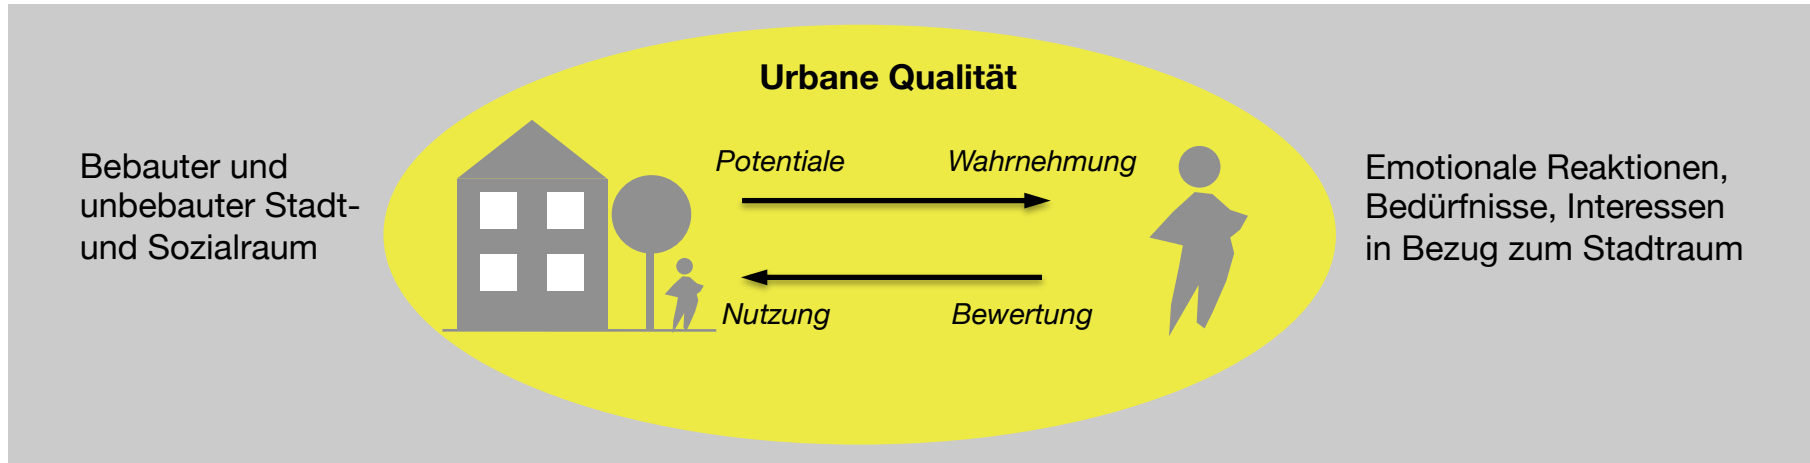 Urbane Qualität
Bebauter und
unbebauter Stadt-
und Sozialraum
Potentiale
Wahrnehmung
Nutzung
Bewertung
Emotionale Reaktionen,
Bedürfnisse, Interessen
in Bezug zum Stadtraum